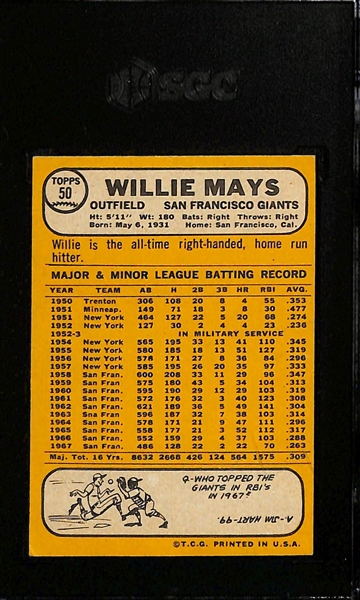 SGC
TOPPS
50
WILLIE MAYS
OUTFIELD SAN FRANCISCO GIANTS
Ht: 5'11" Wt: 180 Bats: Right Throws: Right
Born: May 6, 1931 Home: San Francisco, Cal.
Willie is the all-time right-handed, home run
hitter.
MAJOR & MINOR LEAGUE BATTING RECORD
YEAR TEAM AB H 2B 3B HR RBI AVG.
1950 Trenton 306 108 20 8 4 55 .353
1951 Minneap. 149 71 18 3 8 30 .477
1951 New York 464 127 22 5 20 68 .274
1952 New York 127 30 2 4 4 23 .236
1952-3 IN MILITARY SERVICE
1954 New York 565 195 33 13 41 110 .345
1955 New York 580 185 18 13 51 127 .319
1956 New York 578 171 27 8 36 84 .296
1957 New York 585 195 26 20 35 97 .333
1958 San Fran. 600 208 33 11 29 96 .347
1959 San Fran. 575 180 43 5 34 104 .313
1960 San Fran. 595 190 29 12 29 103 .319
1961 San Fran. 572 176 32 3 40 123 .308
1962 San Fran. 621 189 36 5 49 141 .304
1963 Sna Fran. 596 187 32 7 38 103 .314
1964 San Fran. 578 171 21 9 47 111 .296
1965 San Fran. 558 177 21 3 52 112 .317
1966 San Fran. 552 159 29 4 37 103 .288
1967 San Fran. 486 128 22 2 22 70 .263
Maj. Tot. 16 Yrs. 8632 2668 426 124 564 1575 .309
Q-WHO TOPPED THE
GIANTS IN RBI'S
IN 1967?
A-JIM HART-99.
©T.C.G. PRINTED IN U.S.A.